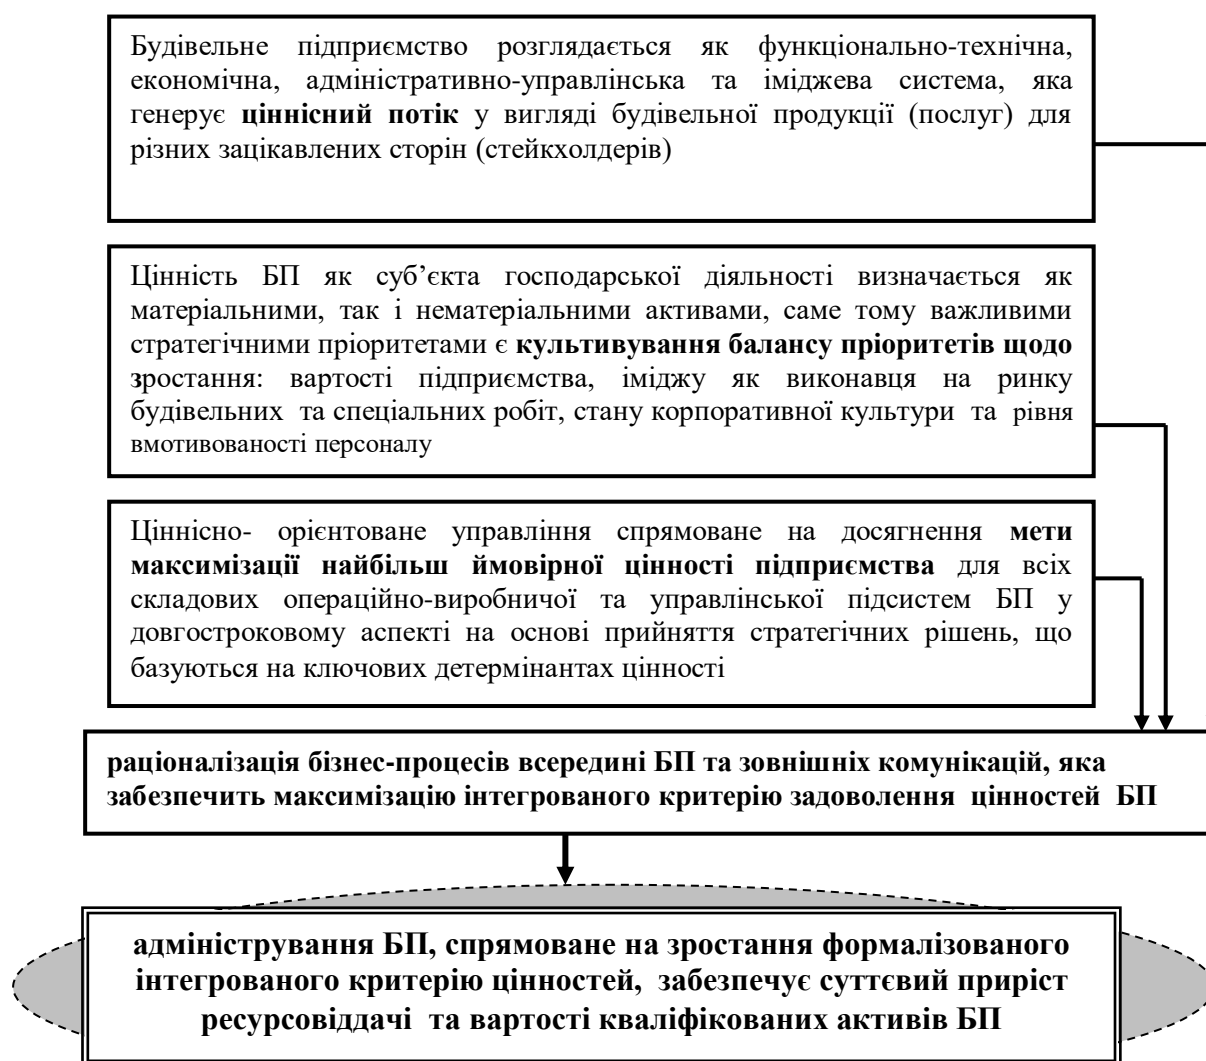 Будівельне підприємство розглядається як функціонально-технічна,
економічна, адміністративно-управлінська та іміджева система, яка
генерує ціннісний потік у вигляді будівельної продукції (послуг) для
різних зацікавлених сторін (стейкхолдерів)
Цінність БП як суб’єкта господарської діяльності визначається як
матеріальними, так і нематеріальними активами, саме тому важливими
стратегічними пріоритетами є культивування балансу пріоритетів щодо
зростання: вартості підприємства, іміджу як виконавця на ринку
будівельних та спеціальних робіт, стану корпоративної культури та рівня
вмотивованості персоналу
Ціннісно- орієнтоване управління спрямоване на досягнення мети
максимізації найбільш ймовірної цінності підприємства для всіх
складових операційно-виробничої та управлінської підсистем БП у
довгостроковому аспекті на основі прийняття стратегічних рішень, що
базуються на ключових детермінантах цінності
раціоналізація бізнес-процесів всередині БП та зовнішніх комунікацій, яка
забезпечить максимізацію інтегрованого критерію задоволення цінностей БП
адміністрування БП, спрямоване на зростання формалізованого
інтегрованого критерію цінностей, забезпечує суттєвий приріст
ресурсовіддачі та вартості кваліфікованих активів БП